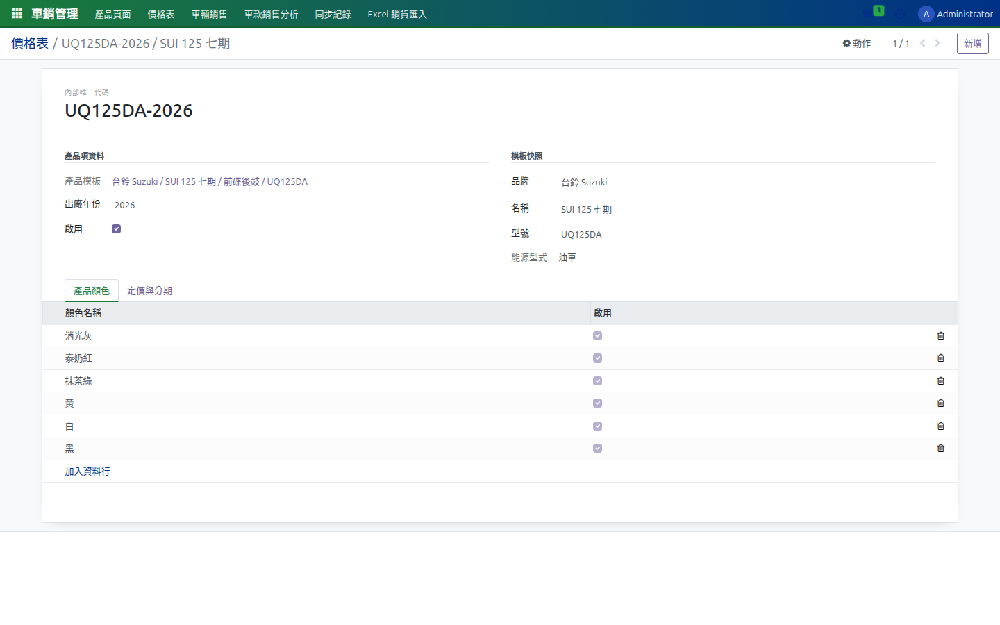 車銷管理 產品頁面 價格表 車輛銷售 車款銷售分析 同步紀錄 Excel 銷貨匯入 1 A Administrator
價格表 / UQ125DA-2026 / SUI 125 七期 動作 1 / 1 新增
內部唯一代碼
UQ125DA-2026
產品項資料
產品模板 台鈴 Suzuki / SUI 125 七期 / 前碟後鼓 / UQ125DA
出廠年份 2026
啟用
模板快照
品牌 台鈴 Suzuki
名稱 SUI 125 七期
型號 UQ125DA
能源型式 油車
產品顏色 定價與分期
顏色名稱 啟用
消光灰
泰奶紅
抹茶綠
黃
白
黑
加入資料行